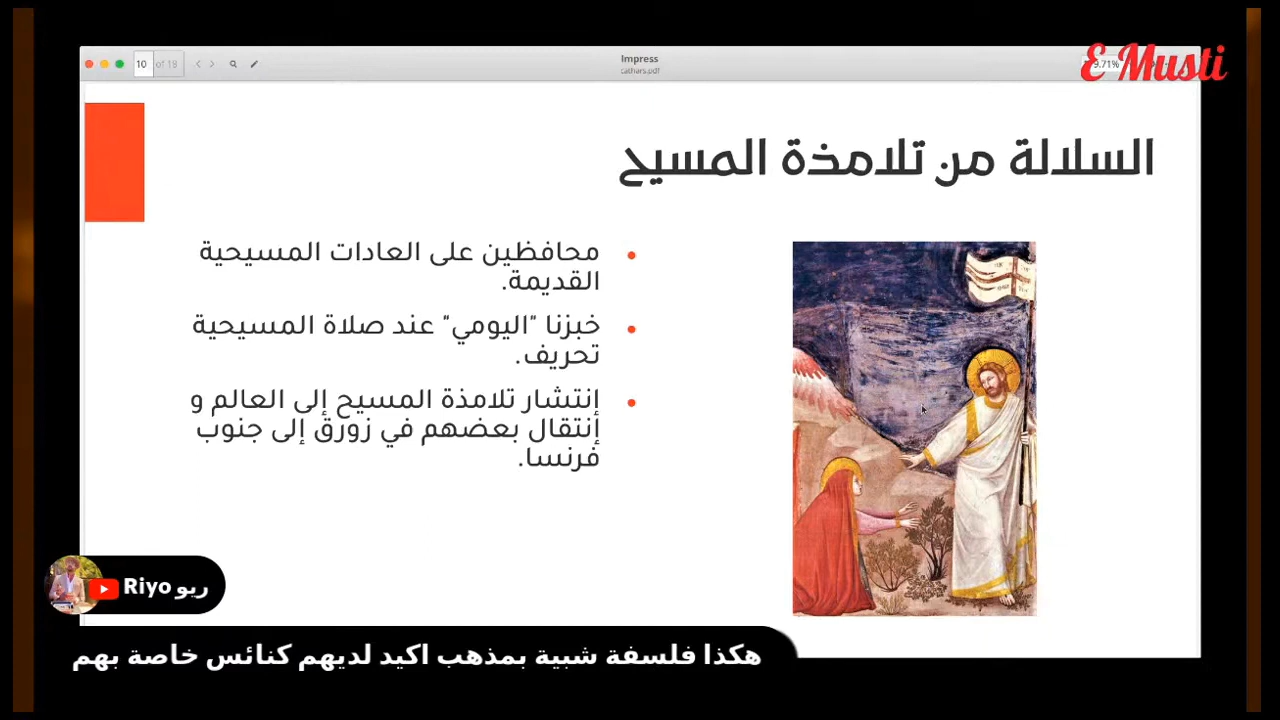 10 of 18
Impress
cathars.pdf
9.71%
E Musti
السلالة من تلامذة المسيح
محافظين على العادات المسيحية
القديمة.
خبزنا "اليومي" عند صلاة المسيحية
تحريف.
إنتشار تلامذة المسيح إلى العالم و
إنتقال بعضهم في زورق إلى جنوب
فرنسا.
Riyo ريو
هكذا فلسفة شبية بمذهب اكيد لديهم كنائس خاصة بهم